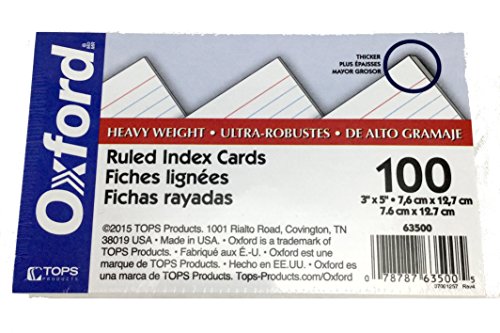 Oxford®
THICKER
PLUS ÉPAISSES
MAYOR GROSOR
HEAVY WEIGHT • ULTRA-ROBUSTES • DE ALTO GRAMAJE
Ruled Index Cards
Fiches lignées
Fichas rayadas
100
3" x 5" • 7,6 cm x 12,7 cm
7.6 cm x 12.7 cm
63500
©2015 TOPS Products. 1001 Rialto Road, Covington, TN
38019 USA • Made in USA. • Oxford is a trademark of
TOPS Products. • Fabriqué aux É.-U. • Oxford est une
marque de TOPS Products. • Hecho en EE.UU. • Oxford es
una marca de TOPS Products. Tops-Products.com/Oxford
TOPS
PRODUCTS
0 78787 63500 5
07001257